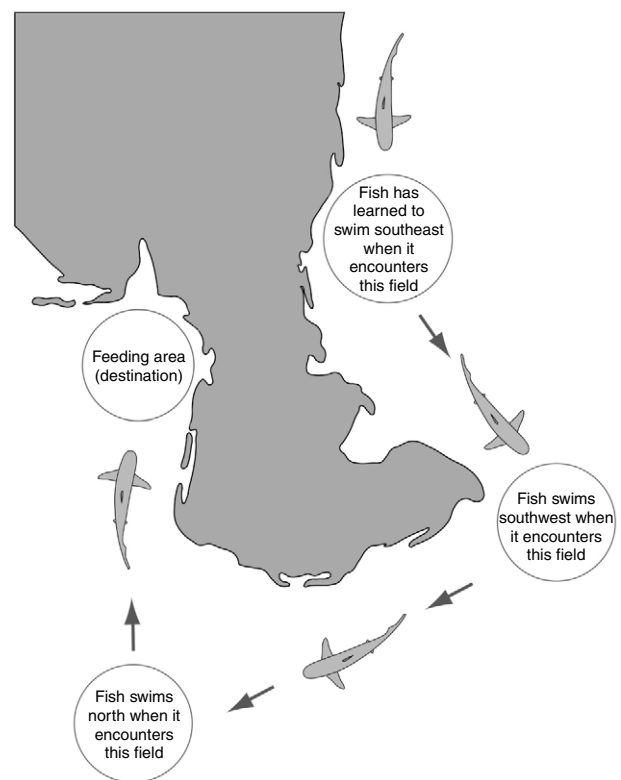 Fish has
learned to
swim southeast
when it
encounters
this field
Feeding area
(destination)
Fish swims
southwest when
it encounters
this field
Fish swims
north when it
encounters
this field